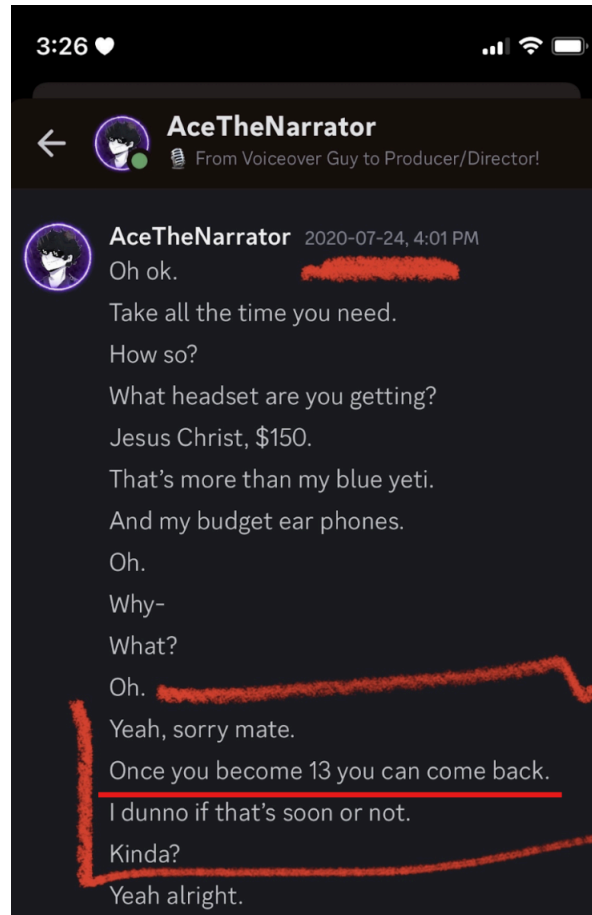 3:26
AceTheNarrator
From Voiceover Guy to Producer/Director!
AceTheNarrator 2020-07-24, 4:01 PM
Oh ok.
Take all the time you need.
How so?
What headset are you getting?
Jesus Christ, $150.
That's more than my blue yeti.
And my budget ear phones.
Oh.
Why-
What?
Oh.
Yeah, sorry mate.
Once you become 13 you can come back.
I dunno if that's soon or not.
Kinda?
Yeah alright.